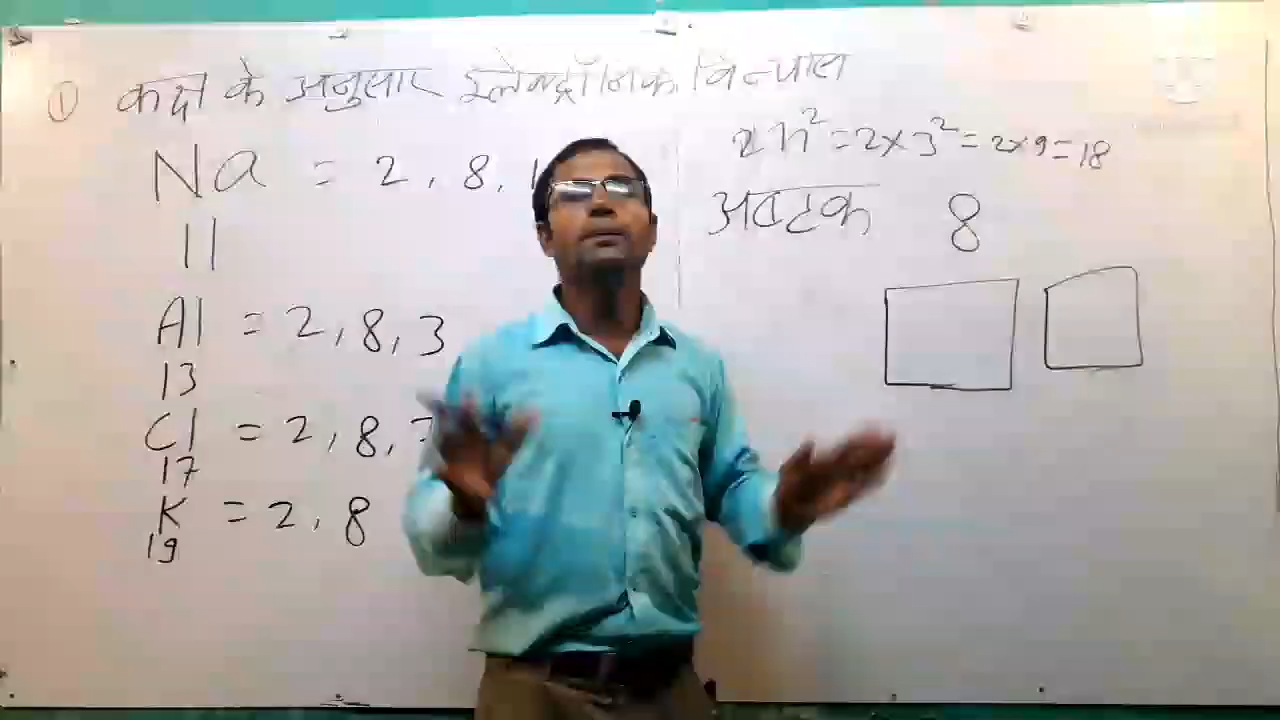 ① कक्ष के अनुसार इलेक्ट्रॉनिक विन्यास
Na = 2, 8, 1
11
Al = 2, 8, 3
13
Cl = 2, 8, 7
17
K = 2, 8
19
2n² = 2×3² = 2×9 = 18
अष्टक 8